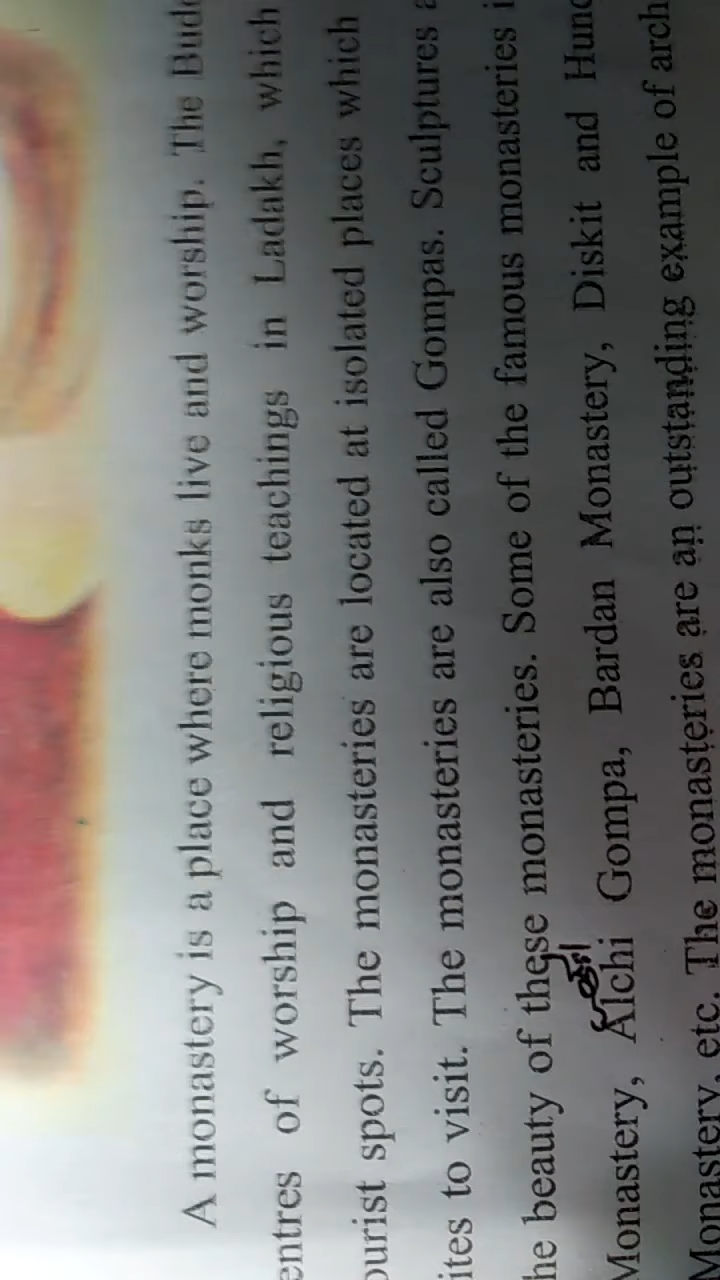 A monastery is a place where monks live and worship. The Bud
entres of worship and religious teachings in Ladakh, which
ourist spots. The monasteries are located at isolated places which
ites to visit. The monasteries are also called Gompas. Sculptures a
he beauty of these monasteries. Some of the famous monasteries i
Monastery, Alchi Gompa, Bardan Monastery, Diskit and Hund
Monastery, etc. The monasteries are an outstanding example of arch